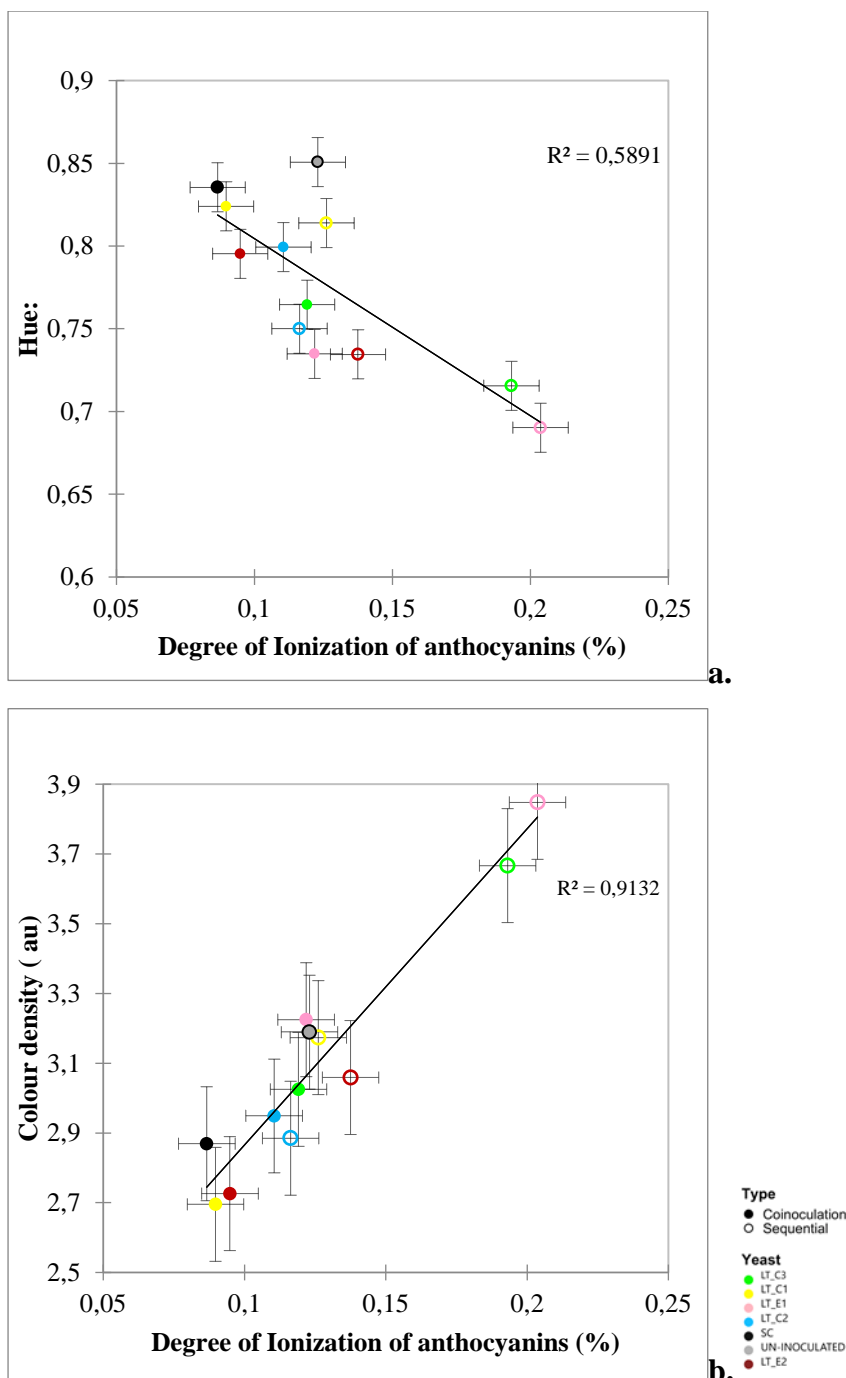 0,9
0,85
0,8
0,75
0,7
0,65
0,6
Hue:
R² = 0,5891
0,05
0,1
0,15
0,2
0,25
Degree of Ionization of anthocyanins (%)
a.
3,9
3,7
3,5
3,3
3,1
2,9
2,7
2,5
Colour density ( au)
R² = 0,9132
0,05
0,1
0,15
0,2
0,25
Degree of Ionization of anthocyanins (%)
b.
Type
Coinoculation
Sequential
Yeast
LT_C3
LT_C1
LT_E1
LT_C2
SC
UN-INOCULATED
LT_E2